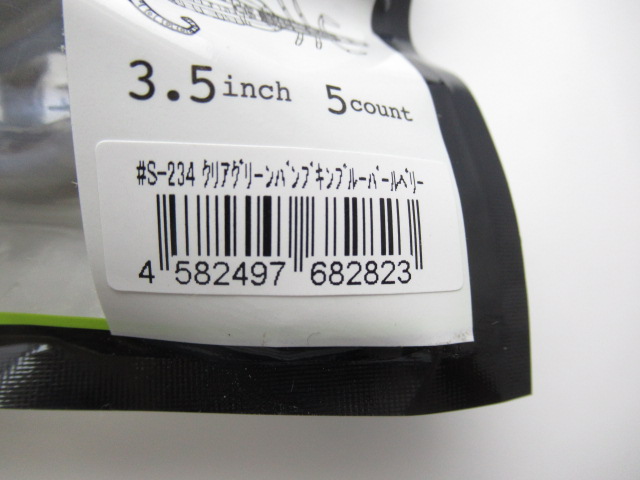 3.5inch 5count
#S-234 ｸﾘｱｸﾞﾘｰﾝﾊﾟﾝﾌﾟｷﾝﾌﾞﾙｰﾊﾟｰﾙﾍﾞﾘｰ
4 582497 682823